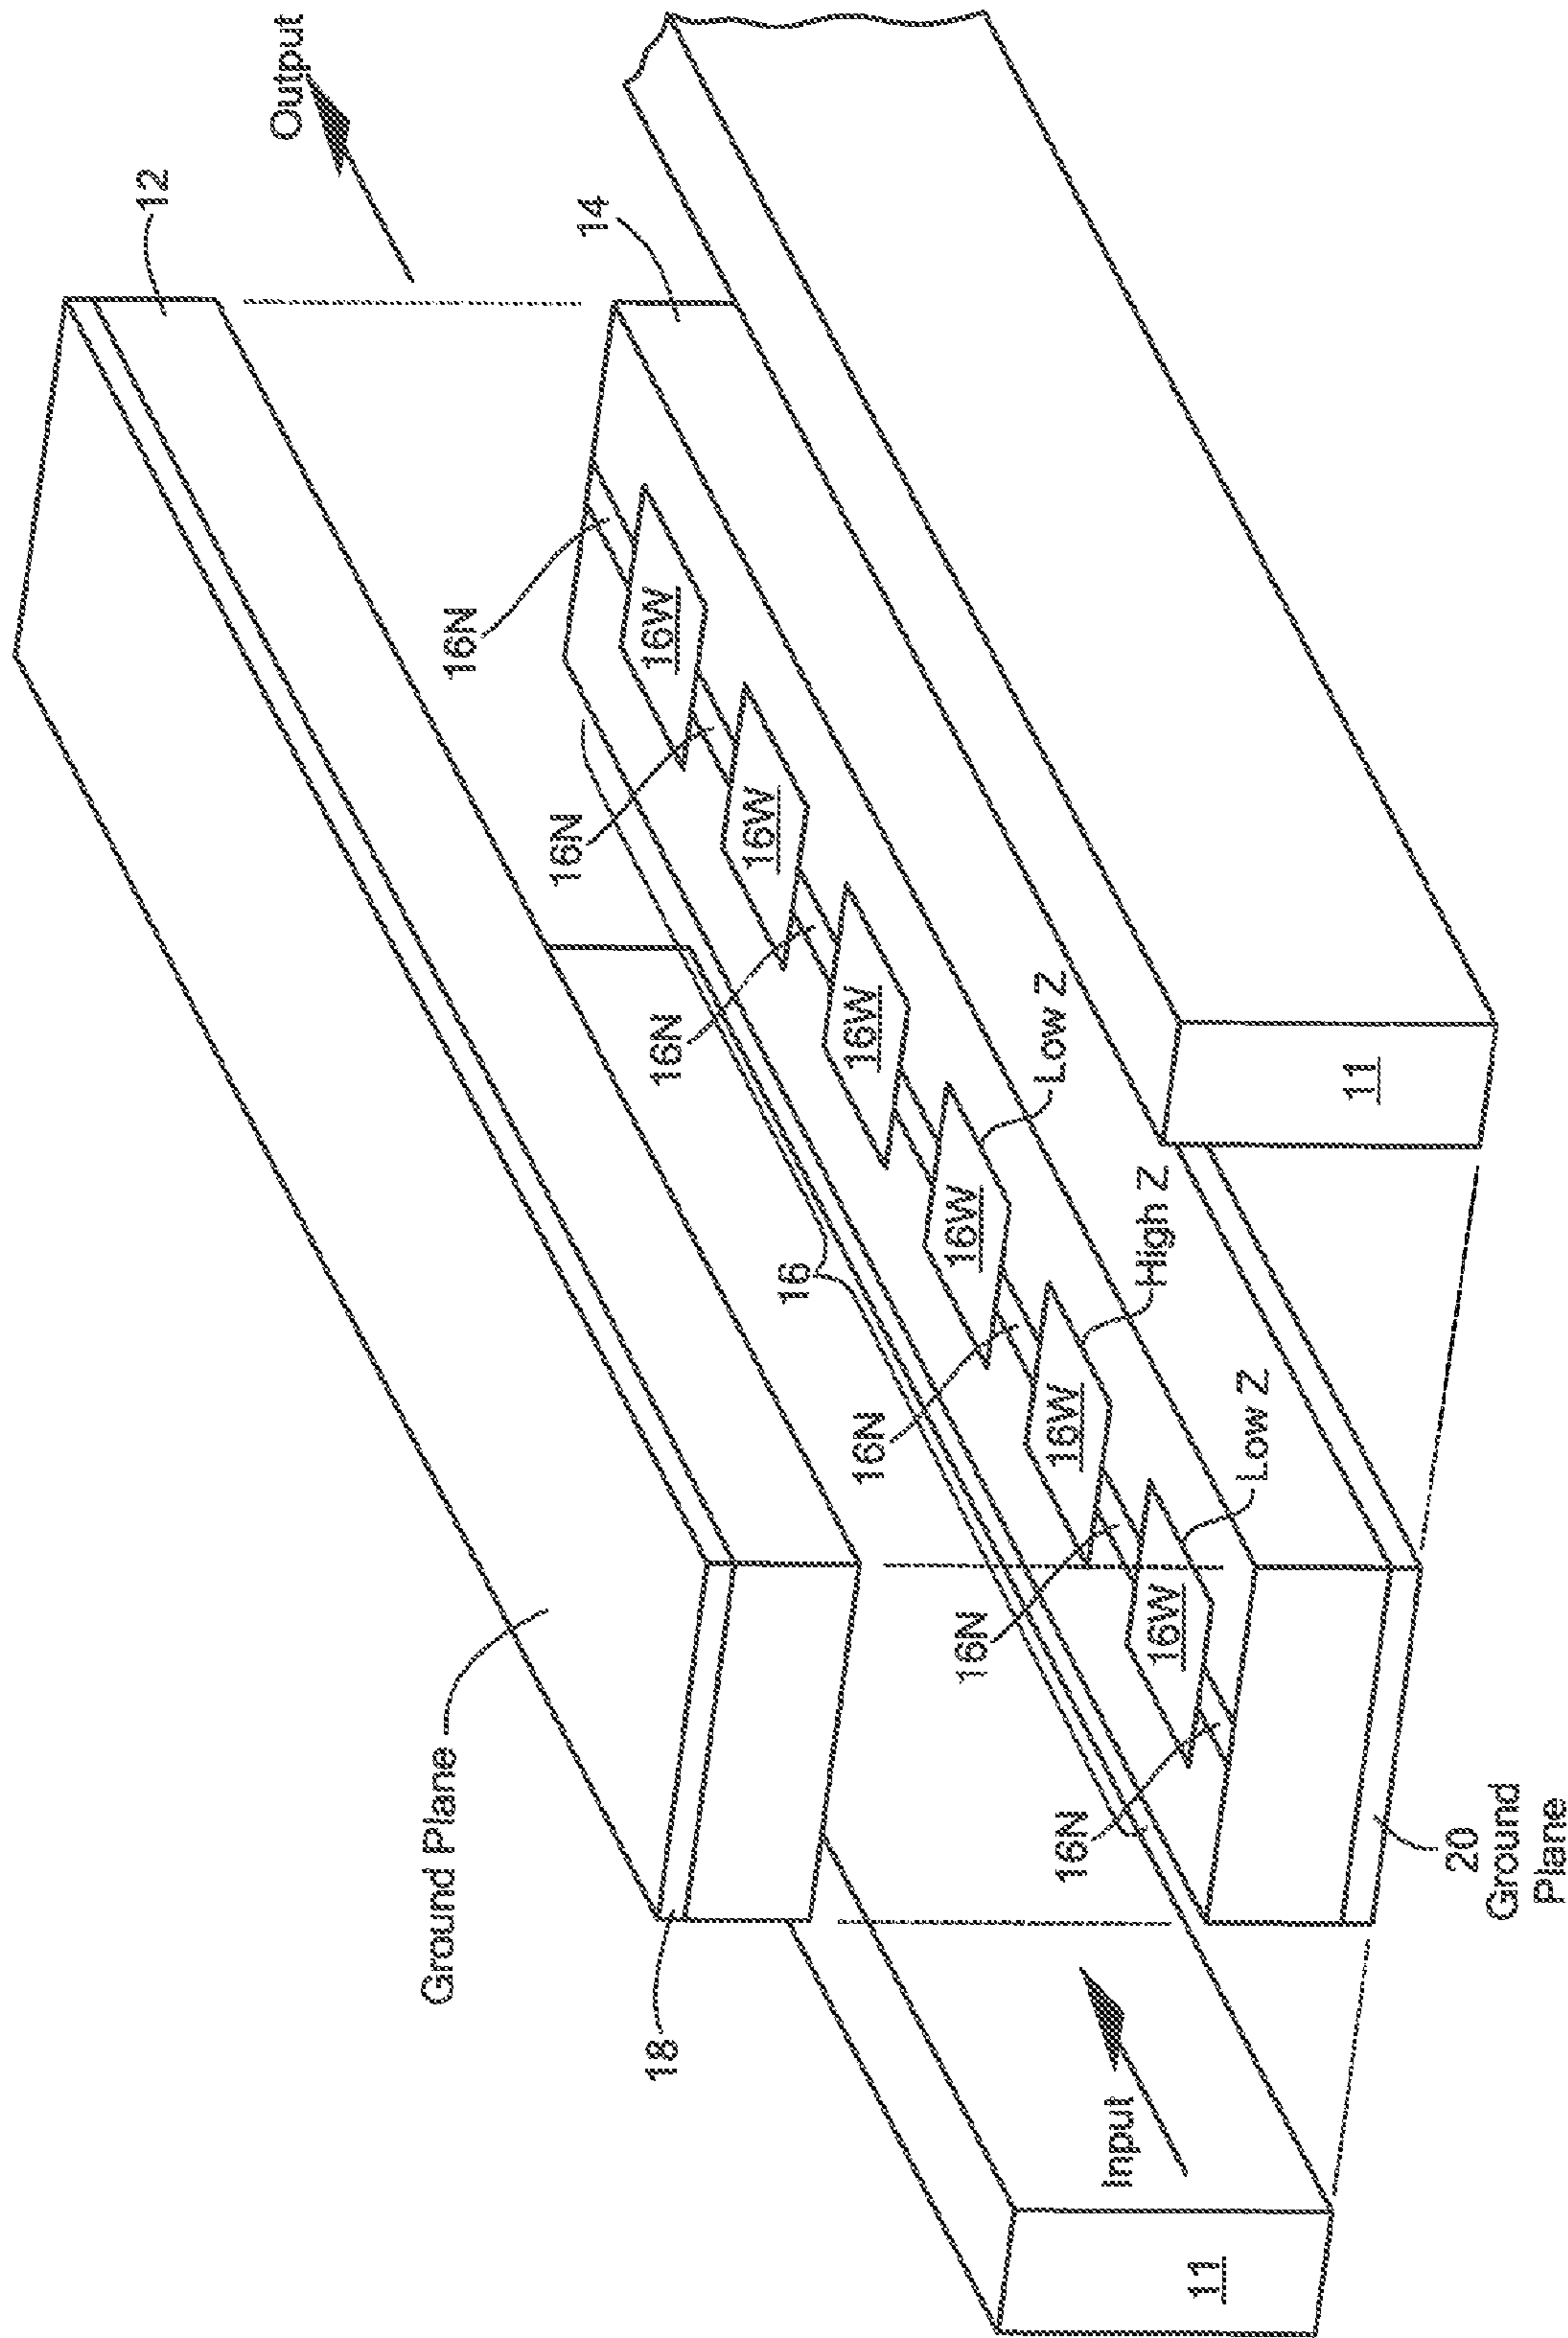 Output
12
14
16N
16W
16N
16W
16N
16W
Low Z
16
16W
11
High Z
16N
16W
Low Z
16N
16W
Ground Plane
16N
20
Ground
Plane
18
Input
11